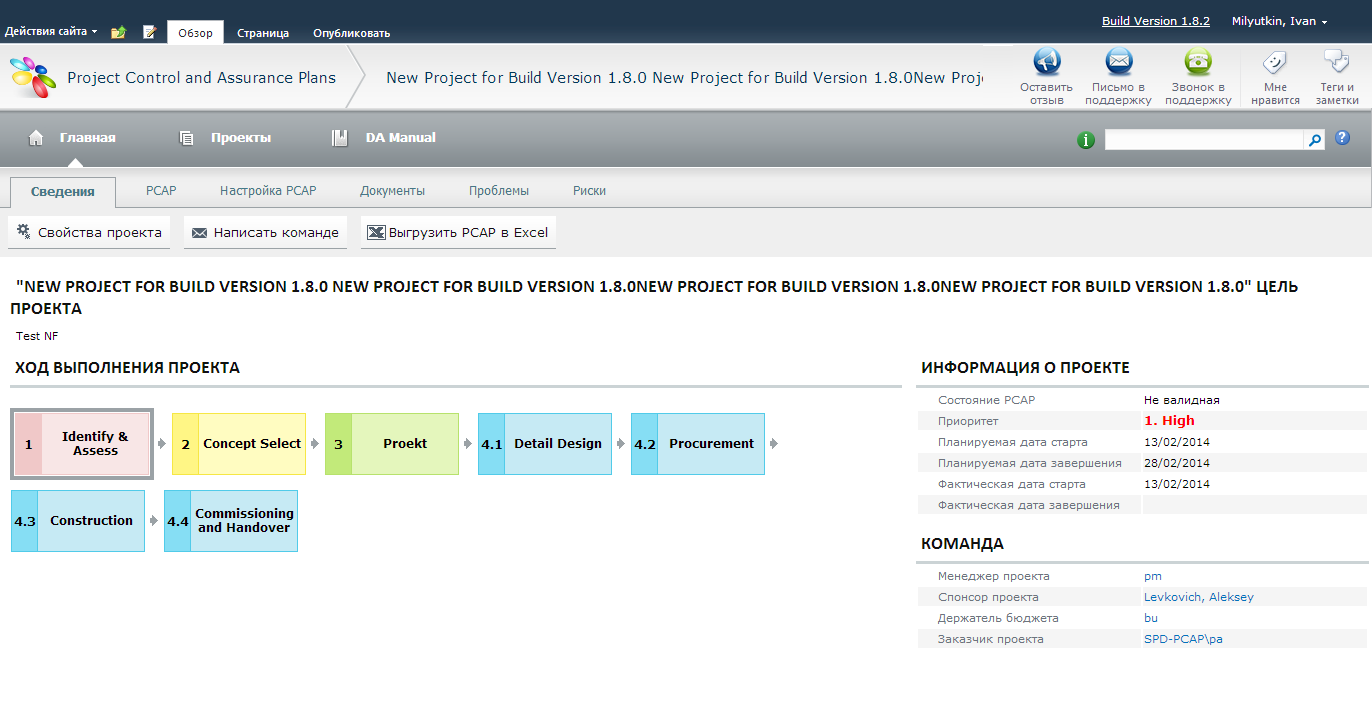 Действия сайта
Обзор
Страница
Опубликовать
Build Version 1.8.2
Milyutkin, Ivan
Project Control and Assurance Plans
New Project for Build Version 1.8.0 New Project for Build Version 1.8.0New Proj
Оставить
отзыв
Письмо в
поддержку
Звонок в
поддержку
Мне
нравится
Теги и
заметки
Главная
Проекты
DA Manual
Сведения
PCAP
Настройка PCAP
Документы
Проблемы
Риски
Свойства проекта
Написать команде
Выгрузить PCAP в Excel
"NEW PROJECT FOR BUILD VERSION 1.8.0 NEW PROJECT FOR BUILD VERSION 1.8.0NEW PROJECT FOR BUILD VERSION 1.8.0NEW PROJECT FOR BUILD VERSION 1.8.0" ЦЕЛЬ
ПРОЕКТА
Test NF
ХОД ВЫПОЛНЕНИЯ ПРОЕКТА
1 Identify &
Assess
2 Concept Select
3 Proekt
4.1 Detail Design
4.2 Procurement
4.3 Construction
4.4 Commissioning
and Handover
ИНФОРМАЦИЯ О ПРОЕКТЕ
Состояние PCAP Не валидная
Приоритет 1. High
Планируемая дата старта 13/02/2014
Планируемая дата завершения 28/02/2014
Фактическая дата старта 13/02/2014
Фактическая дата завершения
КОМАНДА
Менеджер проекта pm
Спонсор проекта Levkovich, Aleksey
Держатель бюджета bu
Заказчик проекта SPD-PCAP\pa